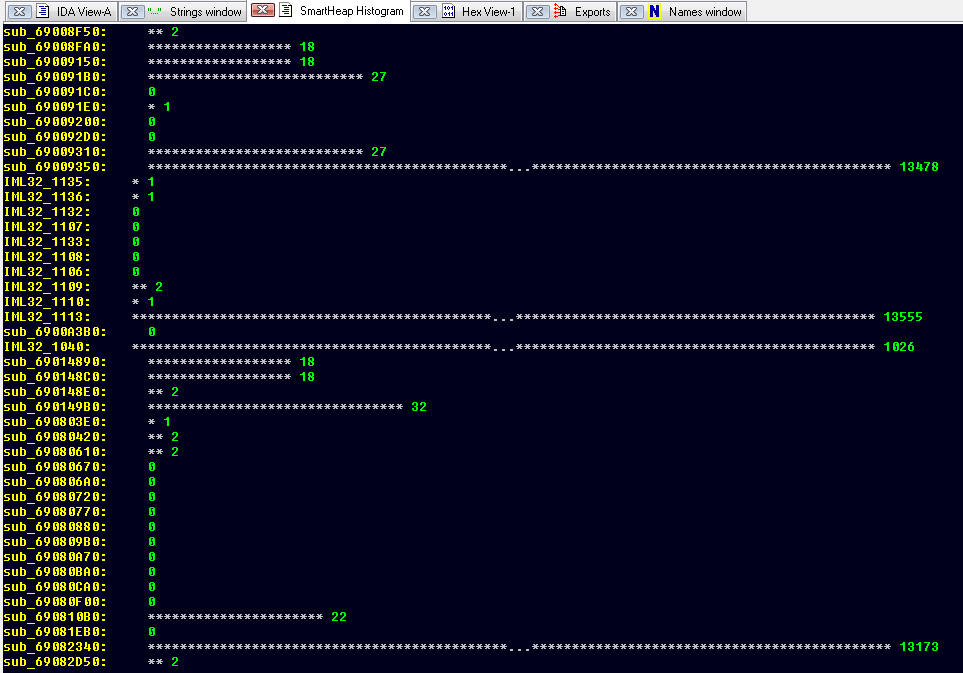 IDA View-A Strings window SmartHeap Histogram Hex View-1 Exports Names window
sub_69008F50: ** 2
sub_69008FA0: ****************** 18
sub_69009150: ****************** 18
sub_690091B0: *************************** 27
sub_690091C0: 0
sub_690091E0: * 1
sub_69009200: 0
sub_690092D0: 0
sub_69009310: *************************** 27
sub_69009350: *********************************************...********************************************* 13478
IML32_1135: * 1
IML32_1136: * 1
IML32_1132: 0
IML32_1107: 0
IML32_1133: 0
IML32_1108: 0
IML32_1106: 0
IML32_1109: ** 2
IML32_1110: * 1
IML32_1113: *********************************************...********************************************* 13555
sub_6900A3B0: 0
IML32_1040: *********************************************...********************************************* 1026
sub_69014890: ****************** 18
sub_690148C0: ****************** 18
sub_690148E0: ** 2
sub_690149B0: ******************************** 32
sub_690803E0: * 1
sub_69080420: ** 2
sub_69080610: ** 2
sub_69080670: 0
sub_690806A0: 0
sub_69080720: 0
sub_69080770: 0
sub_69080880: 0
sub_690809B0: 0
sub_69080A70: 0
sub_69080BA0: 0
sub_69080CA0: 0
sub_69080F00: 0
sub_690810B0: ********************** 22
sub_69081EB0: 0
sub_69082340: *********************************************...********************************************* 13173
sub_69082D50: ** 2